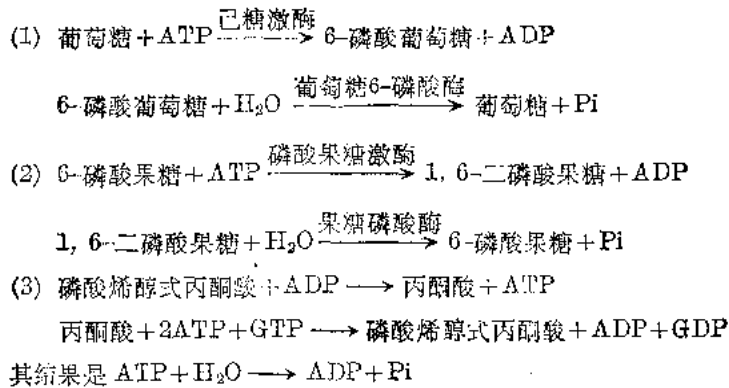 (1) 葡萄糖+ATP 已糖激酶→ 6-磷酸葡萄糖+ADP
6-磷酸葡萄糖+H₂O 葡萄糖6-磷酸酶→ 葡萄糖+Pi
(2) 6-磷酸果糖+ATP 磷酸果糖激酶→ 1, 6-二磷酸果糖+ADP
1, 6-二磷酸果糖+H₂O 果糖磷酸酶→ 6-磷酸果糖+Pi
(3) 磷酸烯醇式丙酮酸+ADP → 丙酮酸+ATP
丙酮酸+2ATP+GTP → 磷酸烯醇式丙酮酸+ADP+GDP
其结果是 ATP+H₂O → ADP+Pi